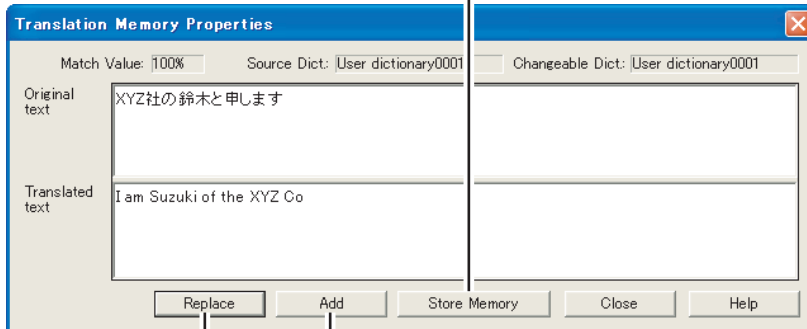 Translation Memory Properties
Match Value: 100% Source Dict.: User dictionary0001 Changeable Dict.: User dictionary0001
Original text
XYZ社の鈴木と申します
Translated text
I am Suzuki of the XYZ Co
Replace Add Store Memory Close Help